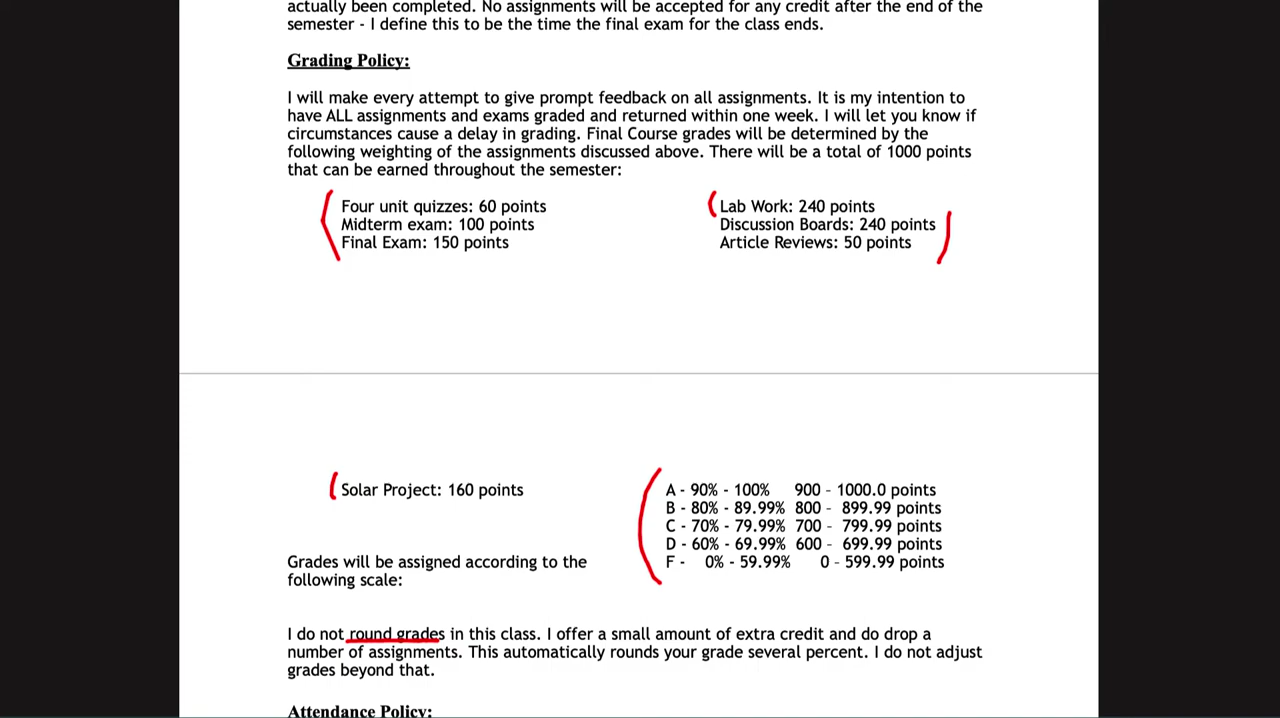 actually been completed. No assignments will be accepted for any credit after the end of the
semester - I define this to be the time the final exam for the class ends.
Grading Policy:
I will make every attempt to give prompt feedback on all assignments. It is my intention to
have ALL assignments and exams graded and returned within one week. I will let you know if
circumstances cause a delay in grading. Final Course grades will be determined by the
following weighting of the assignments discussed above. There will be a total of 1000 points
that can be earned throughout the semester:
Four unit quizzes: 60 points
Midterm exam: 100 points
Final Exam: 150 points
Lab Work: 240 points
Discussion Boards: 240 points
Article Reviews: 50 points
Solar Project: 160 points
Grades will be assigned according to the
following scale:
A - 90% - 100% 900 - 1000.0 points
B - 80% - 89.99% 800 - 899.99 points
C - 70% - 79.99% 700 - 799.99 points
D - 60% - 69.99% 600 - 699.99 points
F - 0% - 59.99% 0 - 599.99 points
I do not round grades in this class. I offer a small amount of extra credit and do drop a
number of assignments. This automatically rounds your grade several percent. I do not adjust
grades beyond that.
Attendance Policy: